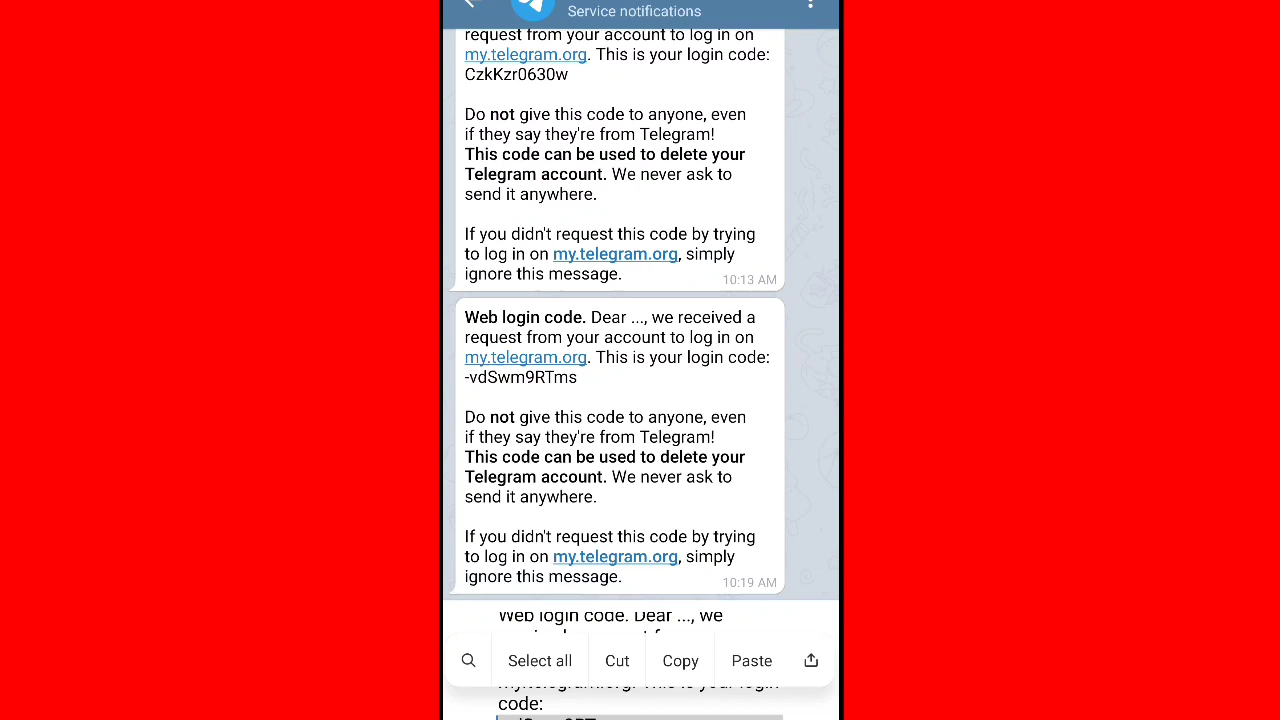 Service notifications
request from your account to log in on
my.telegram.org. This is your login code:
CzkKzr0630w
Do not give this code to anyone, even
if they say they're from Telegram!
This code can be used to delete your
Telegram account. We never ask to
send it anywhere.
If you didn't request this code by trying
to log in on my.telegram.org, simply
ignore this message.
10:13 AM
Web login code. Dear ..., we received a
request from your account to log in on
my.telegram.org. This is your login code:
-vdSwm9RTms
Do not give this code to anyone, even
if they say they're from Telegram!
This code can be used to delete your
Telegram account. We never ask to
send it anywhere.
If you didn't request this code by trying
to log in on my.telegram.org, simply
ignore this message.
10:19 AM
Web login code. Dear ..., we
Select all Cut Copy Paste
my.telegram.org. This is your login
code: